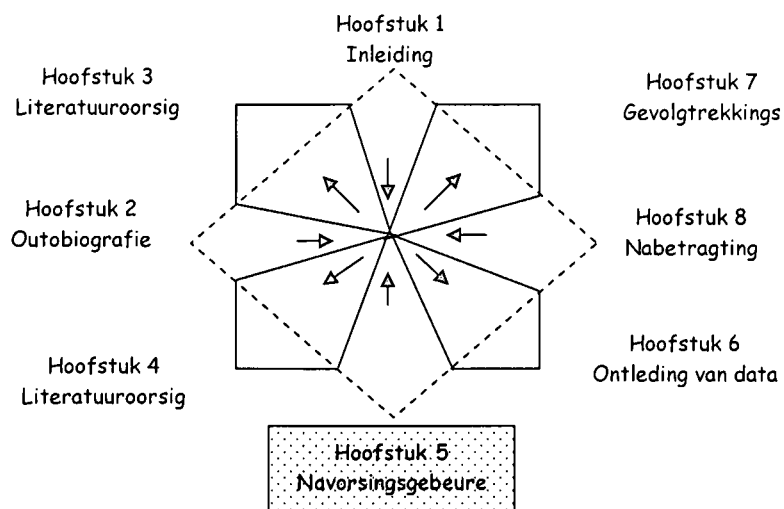 Hoofstuk 1
Inleiding
Hoofstuk 3
Literatuuroorsig
Hoofstuk 7
Gevolgtrekkings
Hoofstuk 2
Outobiografie
Hoofstuk 8
Nabetragting
Hoofstuk 4
Literatuuroorsig
Hoofstuk 6
Ontleding van data
Hoofstuk 5
Navorsingsgebeure